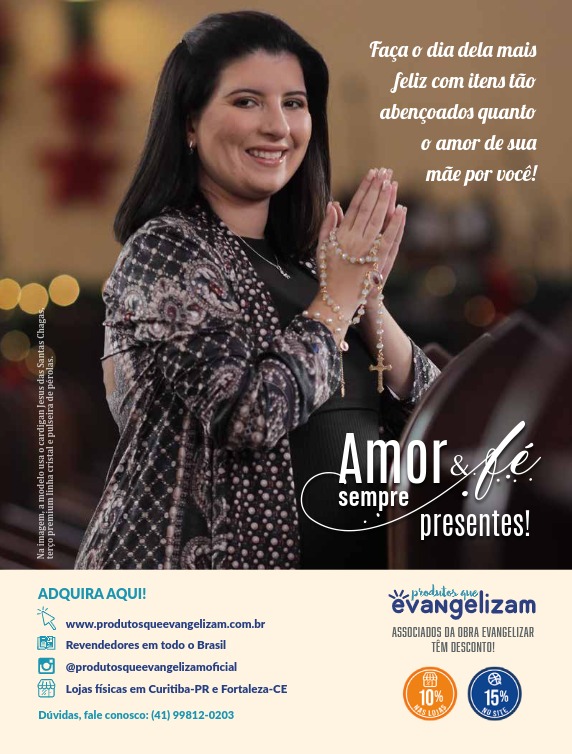 Faça o dia dela mais
feliz com itens tão
abençoados quanto
o amor de sua
mãe por você!
Na imagem, a modelo usa o cardigan Jesus das Santas Chagas,
terço premium linha cristal e pulseira de pérolas.
Amor & fé
sempre
presentes!
ADQUIRA AQUI!
www.produtosqueevangelizam.com.br
Revendedores em todo o Brasil
@produtosqueevangelizamoficial
Lojas físicas em Curitiba-PR e Fortaleza-CE
Dúvidas, fale conosco: (41) 99812-0203
produtos que
evangelizam
ASSOCIADOS DA OBRA EVANGELIZAR
TÊM DESCONTO!
10%
NAS LOJAS
15%
NO SITE